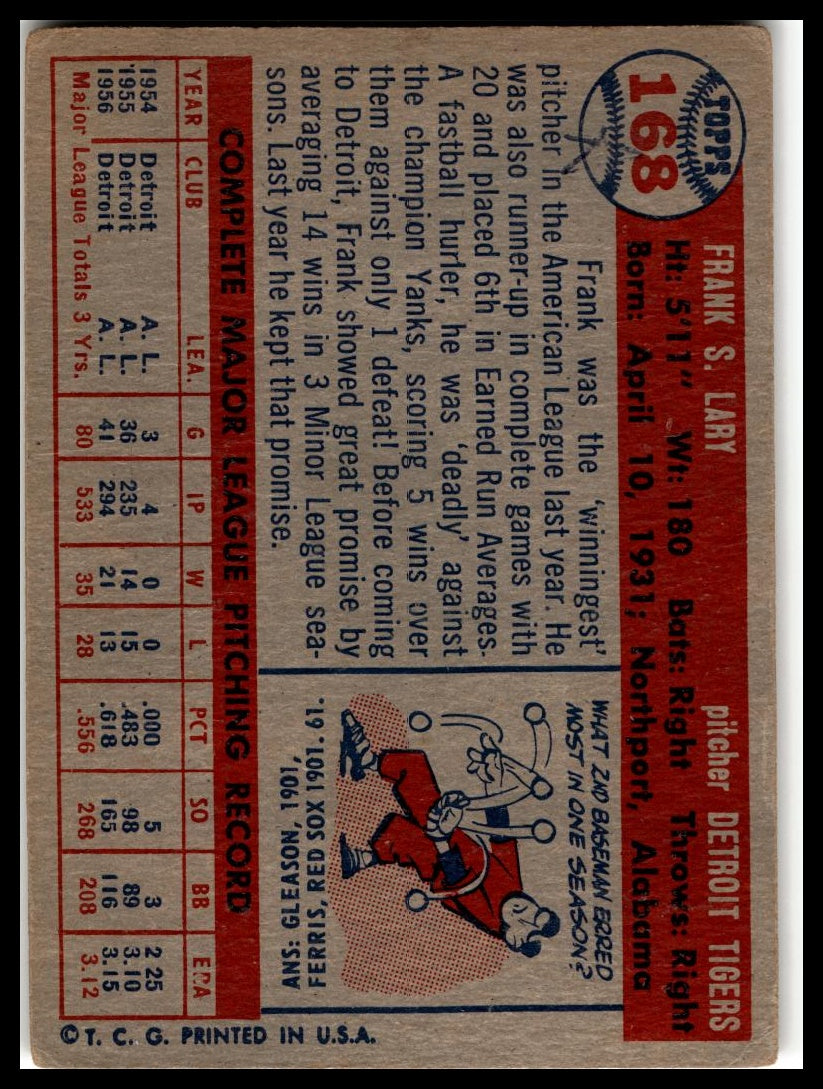 TOPPS
168
FRANK S. LARY pitcher DETROIT TIGERS
Ht: 5'11" Wt: 180 Bats: Right Throws: Right
Born: April 10, 1931; Northport, Alabama
Frank was the 'winningest'
pitcher in the American League last year. He
was also runner-up in complete games with
20 and placed 6th in Earned Run Averages.
A fastball hurler, he was 'deadly' against
the champion Yanks, scoring 5 wins over
them against only 1 defeat! Before coming
to Detroit, Frank showed great promise by
averaging 14 wins in 3 Minor League sea-
sons. Last year he kept that promise.
WHAT 2ND BASEMAN ERRED
MOST IN ONE SEASON?
ANS: GLEASON, 1901,
FERRIS, RED SOX 1901. 61.
COMPLETE MAJOR LEAGUE PITCHING RECORD
YEAR CLUB LEA. G IP W L PCT SO BB ERA
1954 Detroit A. L. 3 4 0 0 .000 5 3 2 25
1955 Detroit A. L. 36 235 14 15 .483 98 89 3.10
1956 Detroit A. L. 41 294 21 13 .618 165 116 3.15
Major League Totals 3 Yrs. 80 533 35 28 .556 268 208 3.12
© T. C. G. PRINTED IN U.S.A.